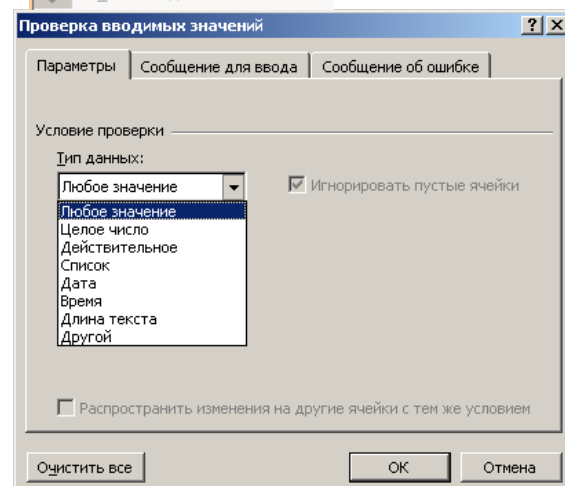 Проверка вводимых значений
Параметры Сообщение для ввода Сообщение об ошибке
Условие проверки
Тип данных:
Любое значение Игнорировать пустые ячейки
Любое значение
Целое число
Действительное
Список
Дата
Время
Длина текста
Другой
Распространить изменения на другие ячейки с тем же условием
Очистить все ОК Отмена